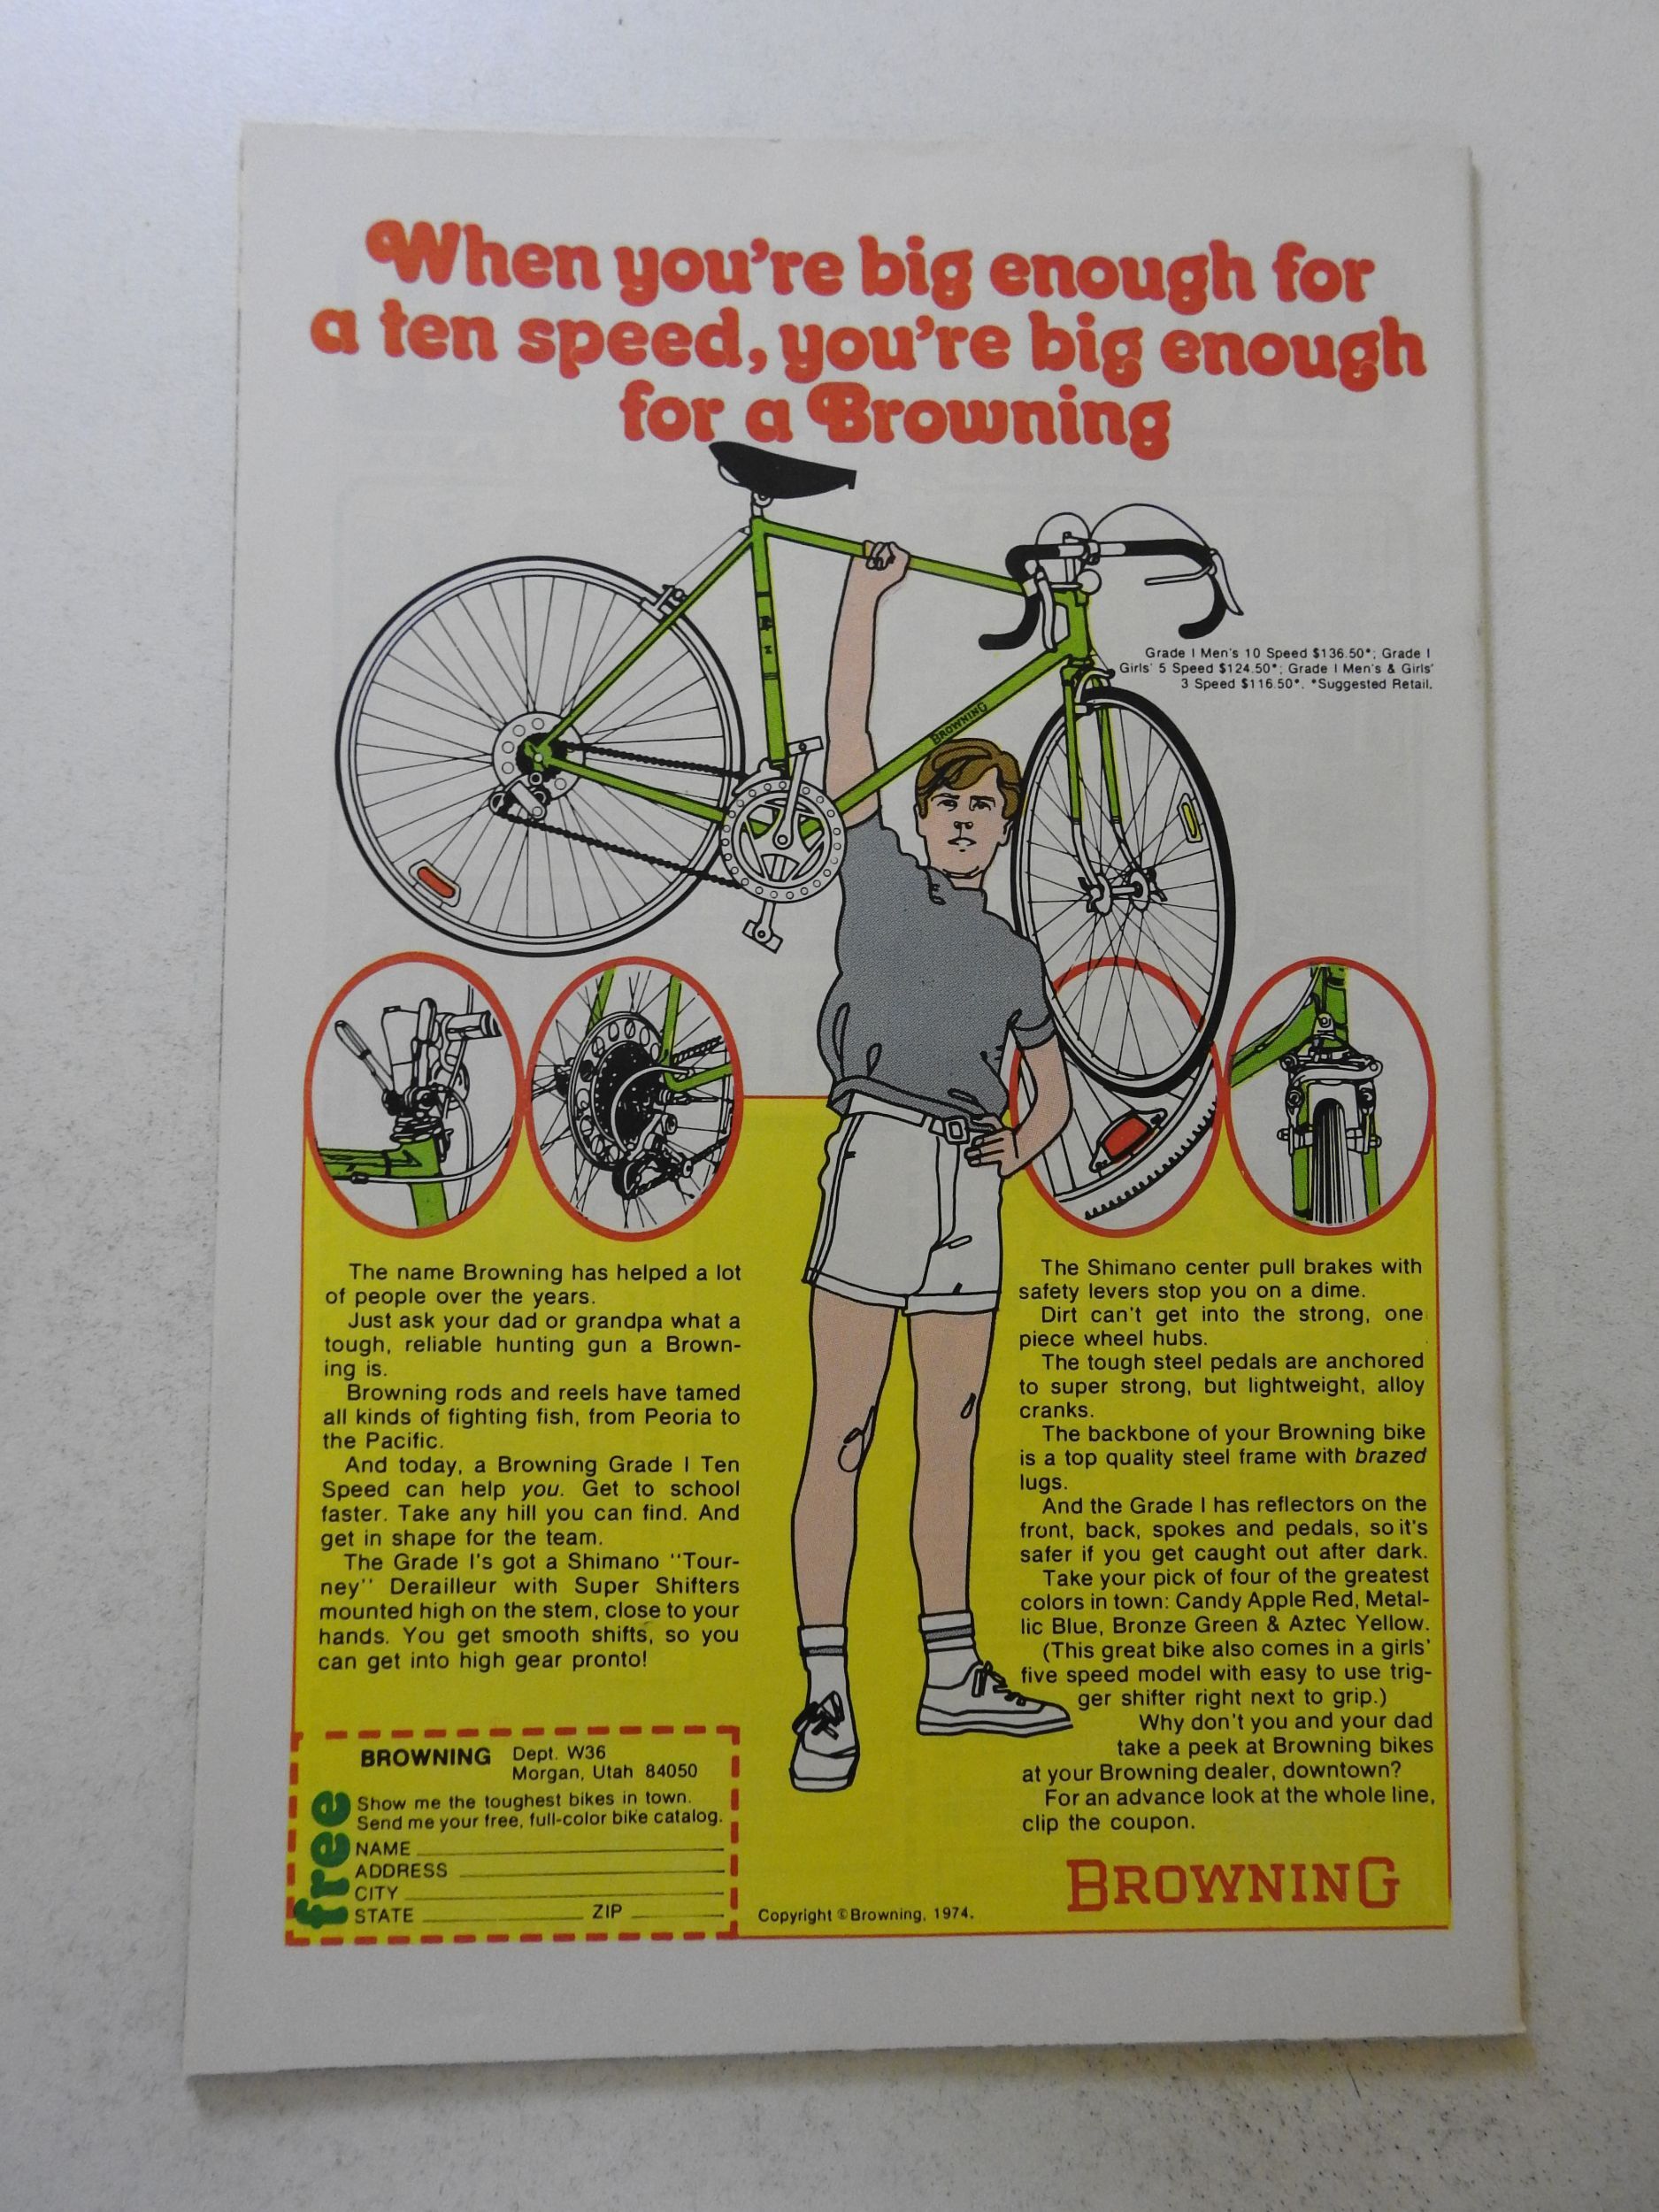 When you're big enough for
a ten speed, you're big enough
for a Browning
Grade I Men's 10 Speed $136.50*; Grade I
Girls' 5 Speed $124.50*; Grade I Men's & Girls'
3 Speed $116.50*. *Suggested Retail.
BROWNING
The name Browning has helped a lot
of people over the years.
Just ask your dad or grandpa what a
tough, reliable hunting gun a Brown-
ing is.
Browning rods and reels have tamed
all kinds of fighting fish, from Peoria to
the Pacific.
And today, a Browning Grade I Ten
Speed can help you. Get to school
faster. Take any hill you can find. And
get in shape for the team.
The Grade I's got a Shimano "Tour-
ney" Derailleur with Super Shifters
mounted high on the stem, close to your
hands. You get smooth shifts, so you
can get into high gear pronto!
The Shimano center pull brakes with
safety levers stop you on a dime.
Dirt can't get into the strong, one
piece wheel hubs.
The tough steel pedals are anchored
to super strong, but lightweight, alloy
cranks.
The backbone of your Browning bike
is a top quality steel frame with brazed
lugs.
And the Grade I has reflectors on the
front, back, spokes and pedals, so it's
safer if you get caught out after dark.
Take your pick of four of the greatest
colors in town: Candy Apple Red, Metal-
lic Blue, Bronze Green & Aztec Yellow.
(This great bike also comes in a girls'
five speed model with easy to use trig-
ger shifter right next to grip.)
Why don't you and your dad
take a peek at Browning bikes
at your Browning dealer, downtown?
For an advance look at the whole line,
clip the coupon.
BROWNING Dept. W36
Morgan, Utah 84050
free
Show me the toughest bikes in town.
Send me your free, full-color bike catalog.
NAME
ADDRESS
CITY
STATE ZIP
Copyright © Browning, 1974.
BROWNING